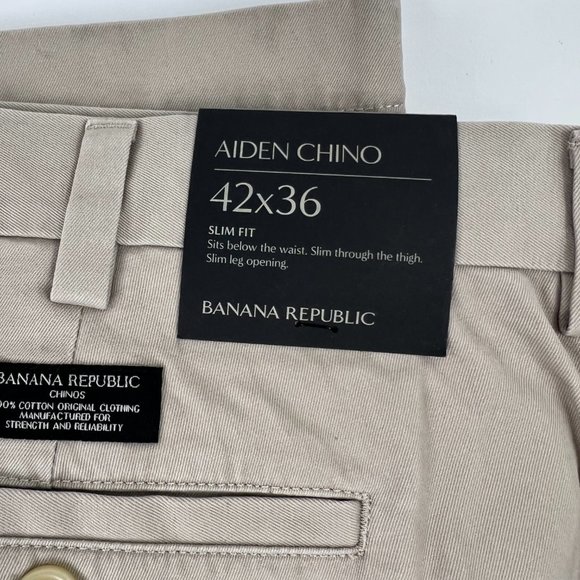 AIDEN CHINO
42x36
SLIM FIT
Sits below the waist. Slim through the thigh.
Slim leg opening.
BANANA REPUBLIC
BANANA REPUBLIC
CHINOS
00% COTTON ORIGINAL CLOTHING
MANUFACTURED FOR
STRENGTH AND RELIABILITY